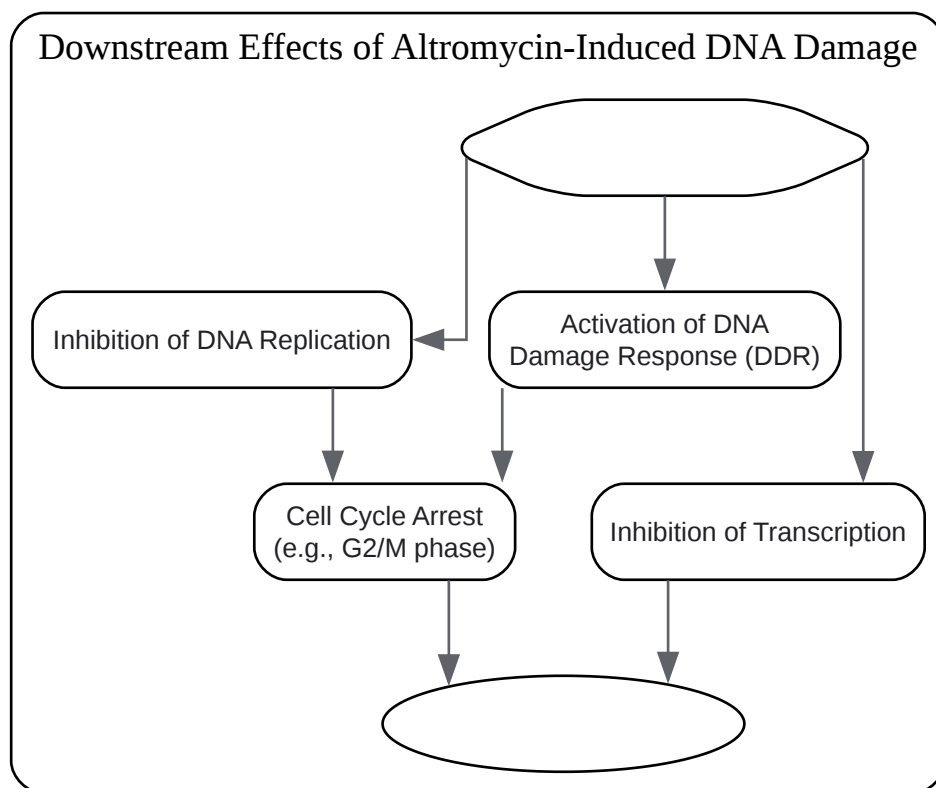 Downstream Effects of Altromycin-Induced DNA Damage
Inhibition of DNA Replication
Activation of DNA
Damage Response (DDR)
Cell Cycle Arrest
(e.g., G2/M phase)
Inhibition of Transcription